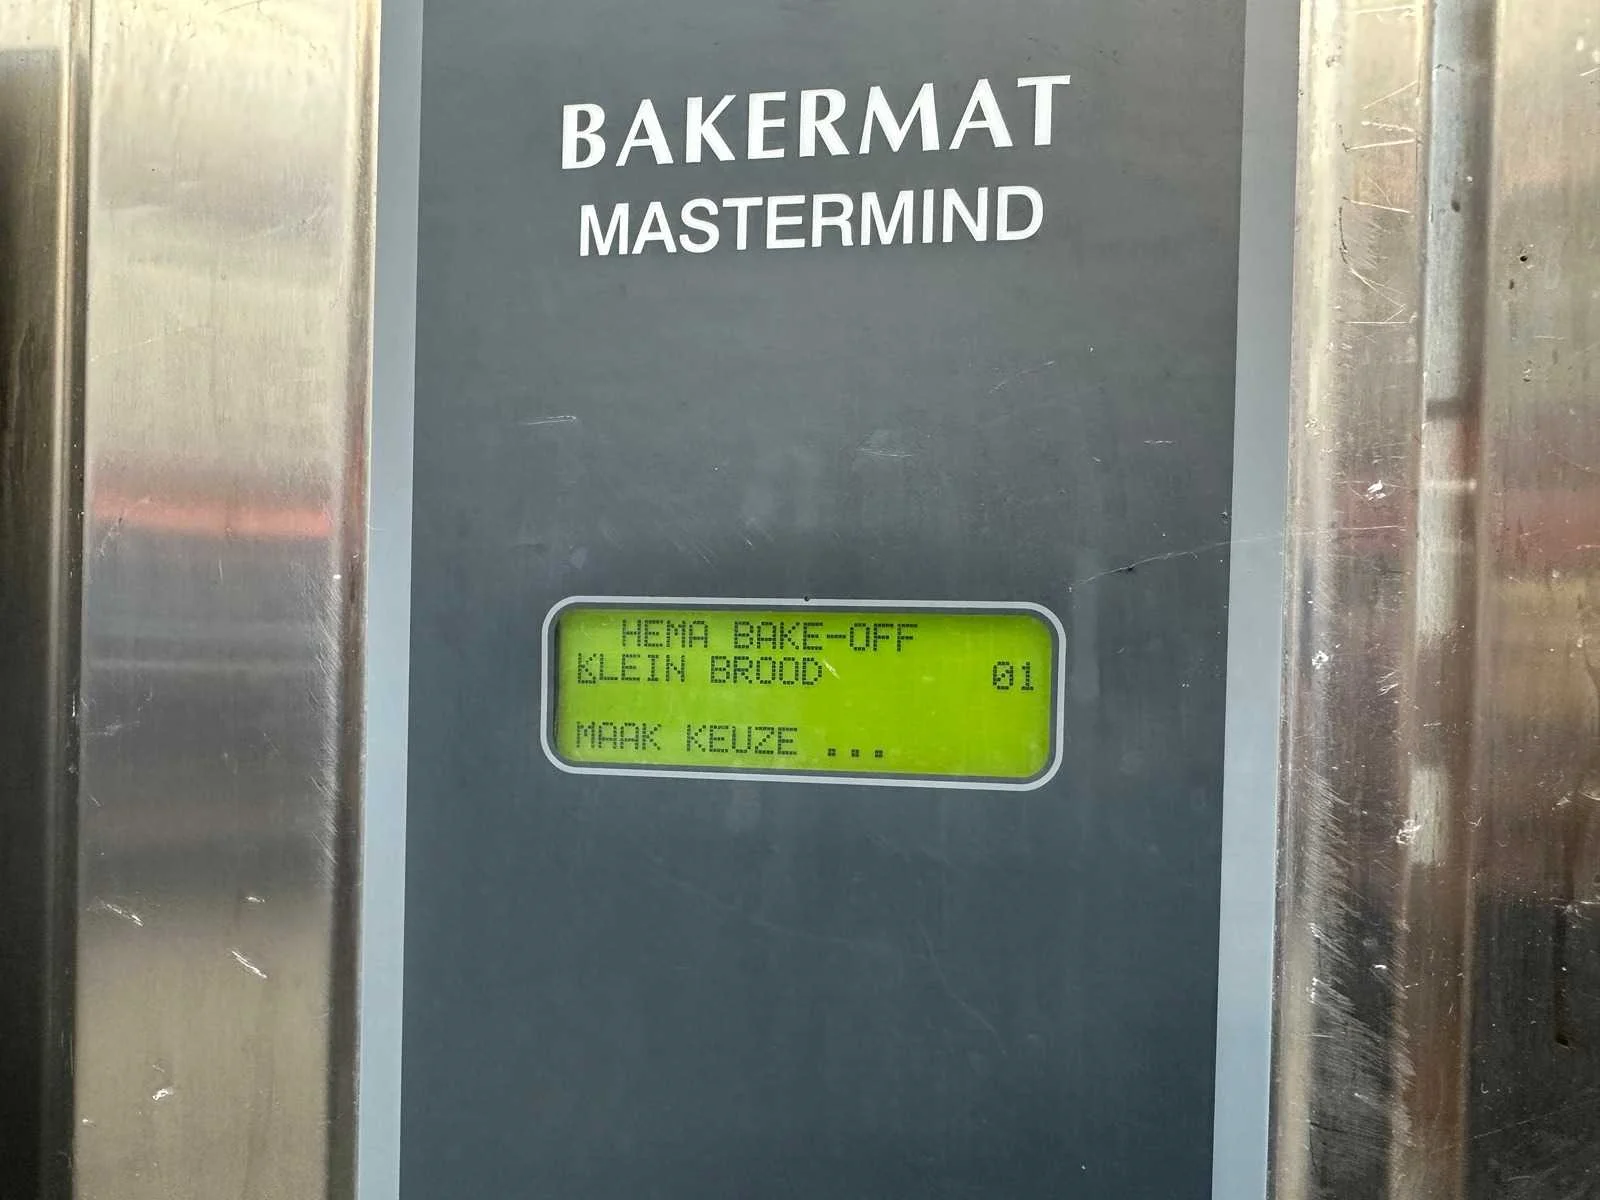 BAKERMAT
MASTERMIND
HEMA BAKE-OFF
KLEIN BROOD 01
MAAK KEUZE ...